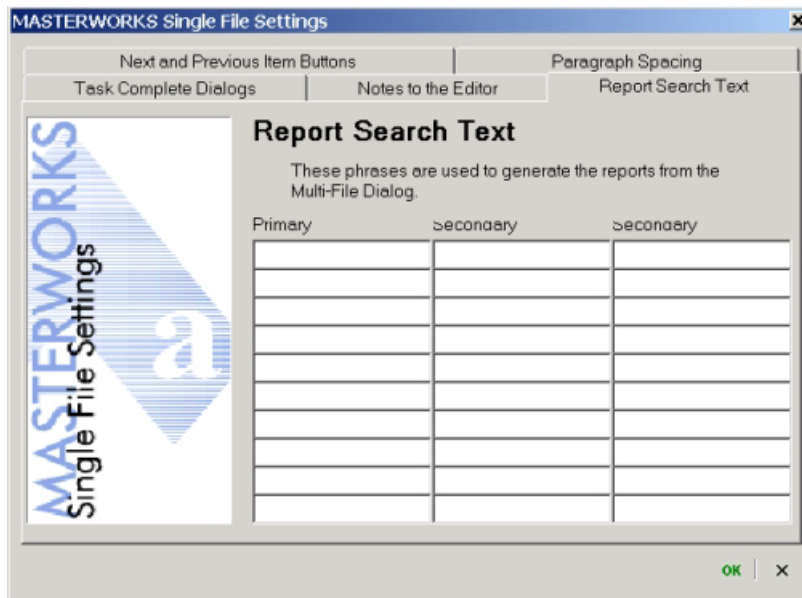 MASTERWORKS Single File Settings
Next and Previous Item Buttons
Paragraph Spacing
Task Complete Dialogs
Notes to the Editor
Report Search Text
MASTERWORKS
Single File Settings
a
Report Search Text
These phrases are used to generate the reports from the
Multi-File Dialog.
Primary
Secondary
Secondary
OK